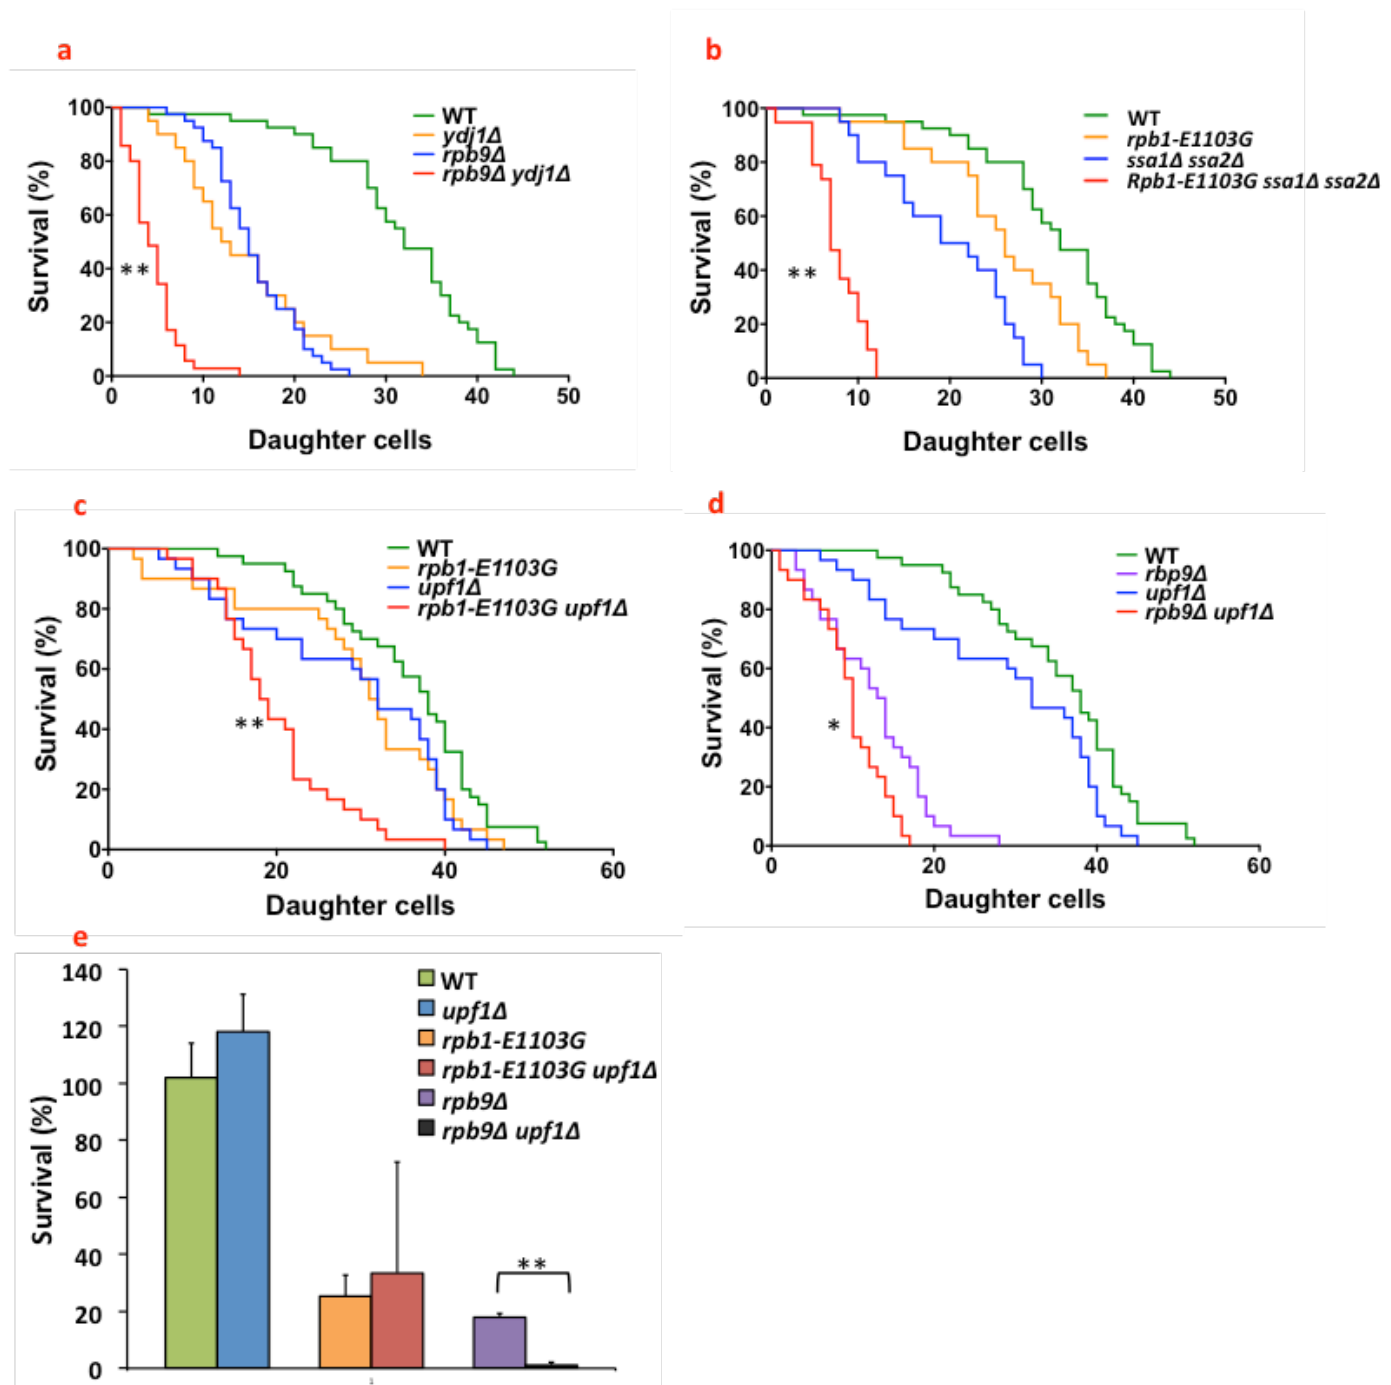 a
100
80
60
40
20
0
Survival (%)
WT
ydj1Δ
rpb9Δ
rpb9Δ ydj1Δ
**
0 10 20 30 40 50
Daughter cells
b
100
80
60
40
20
0
Survival (%)
WT
rpb1-E1103G
ssa1Δ ssa2Δ
Rpb1-E1103G ssa1Δ ssa2Δ
**
0 10 20 30 40 50
Daughter cells
c
100
80
60
40
20
0
Survival (%)
WT
rpb1-E1103G
upf1Δ
rpb1-E1103G upf1Δ
**
0 20 40 60
Daughter cells
d
100
80
60
40
20
0
Survival (%)
WT
rbp9Δ
upf1Δ
rpb9Δ upf1Δ
*
0 20 40 60
Daughter cells
e
140
120
100
80
60
40
20
0
Survival (%)
WT
upf1Δ
rpb1-E1103G
rpb1-E1103G upf1Δ
rpb9Δ
rpb9Δ upf1Δ
**